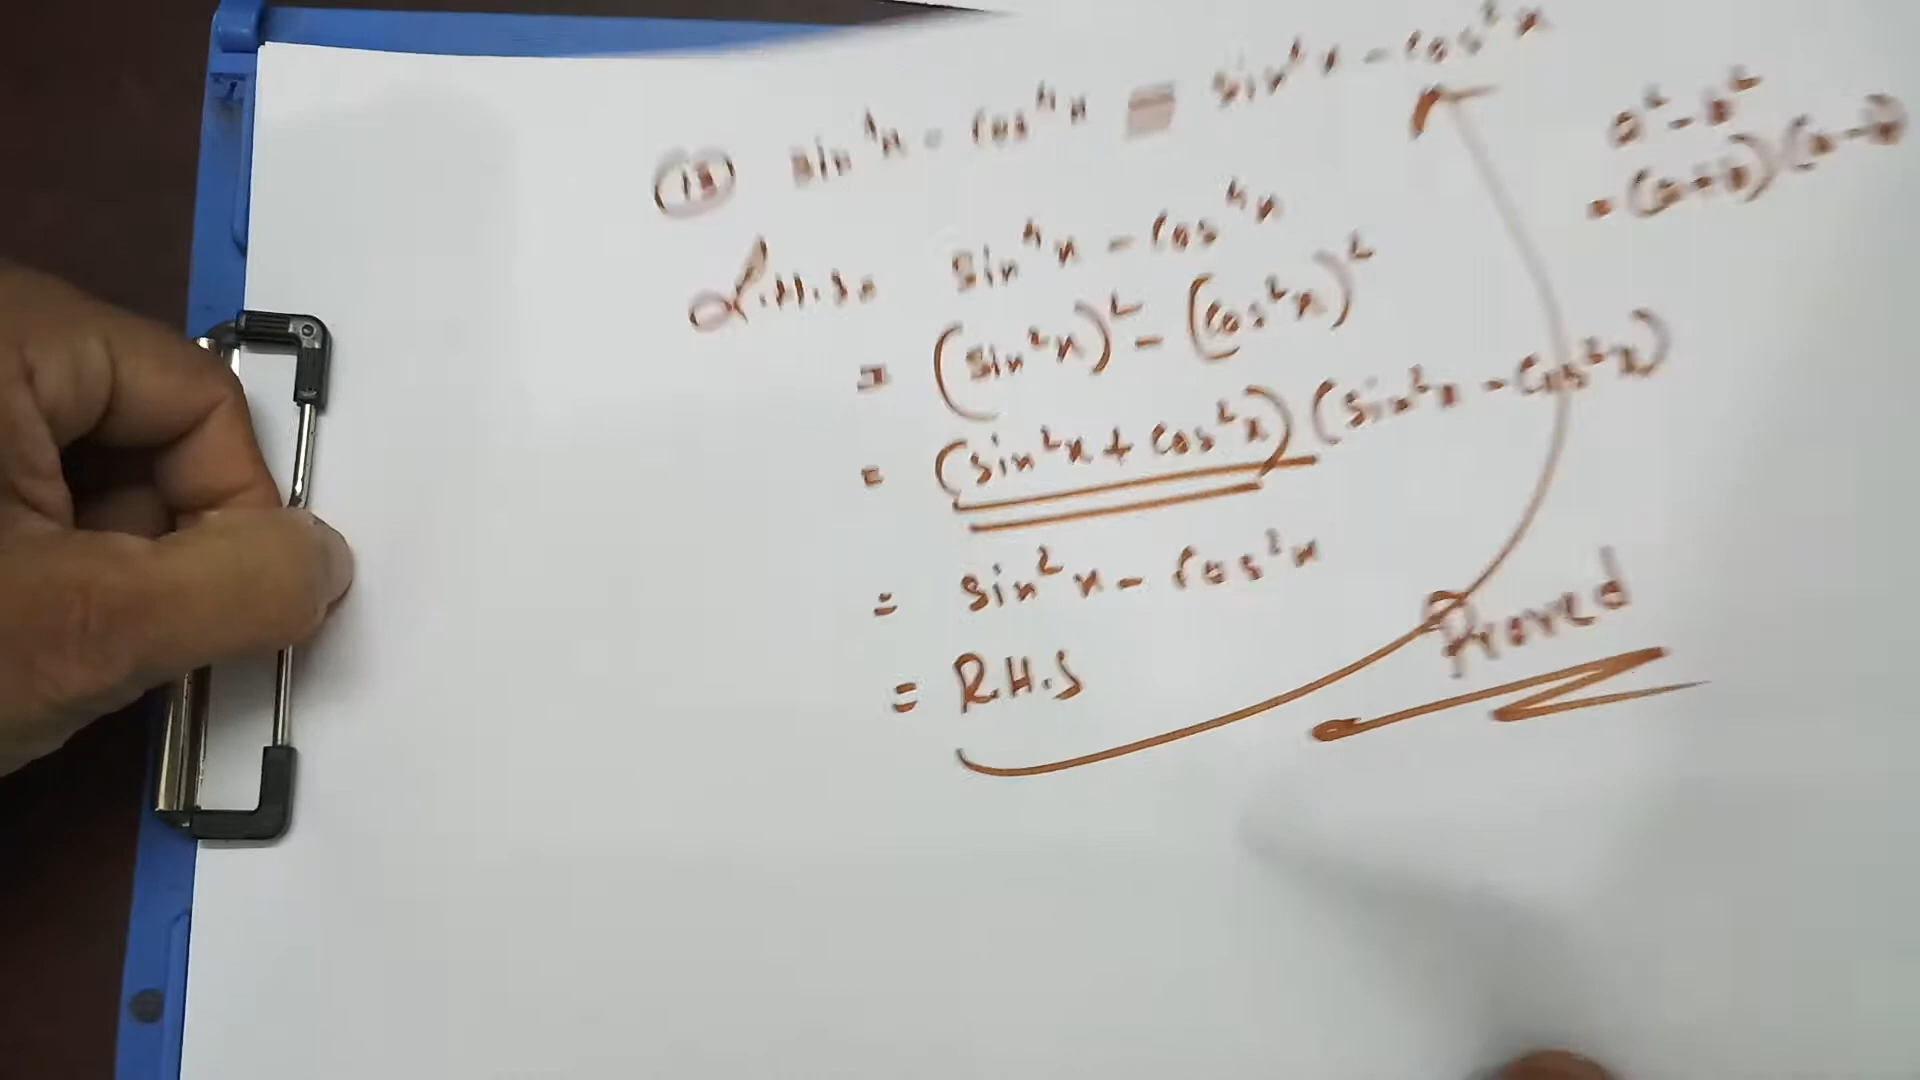 sin⁴x - cos⁴x = sin²x - cos²x
a² - b²
= (a+b)(a-b)
L.H.S = sin⁴x - cos⁴x
= (sin²x)² - (cos²x)²
= (sin²x + cos²x)(sin²x - cos²x)
= sin²x - cos²x
= R.H.S
Proved